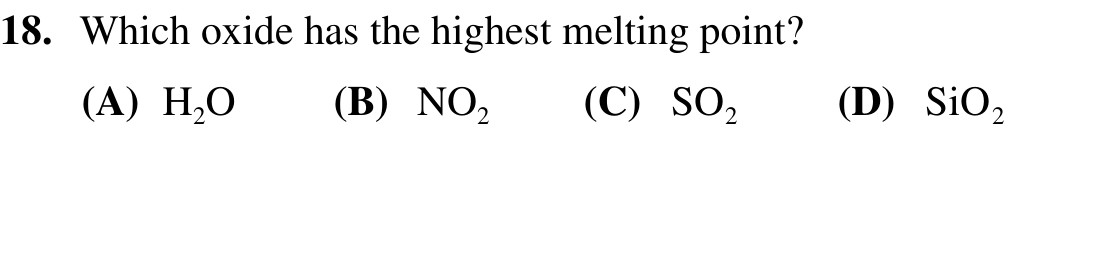 18. Which oxide has the highest melting point?
(A) H₂O (B) NO₂ (C) SO₂ (D) SiO₂